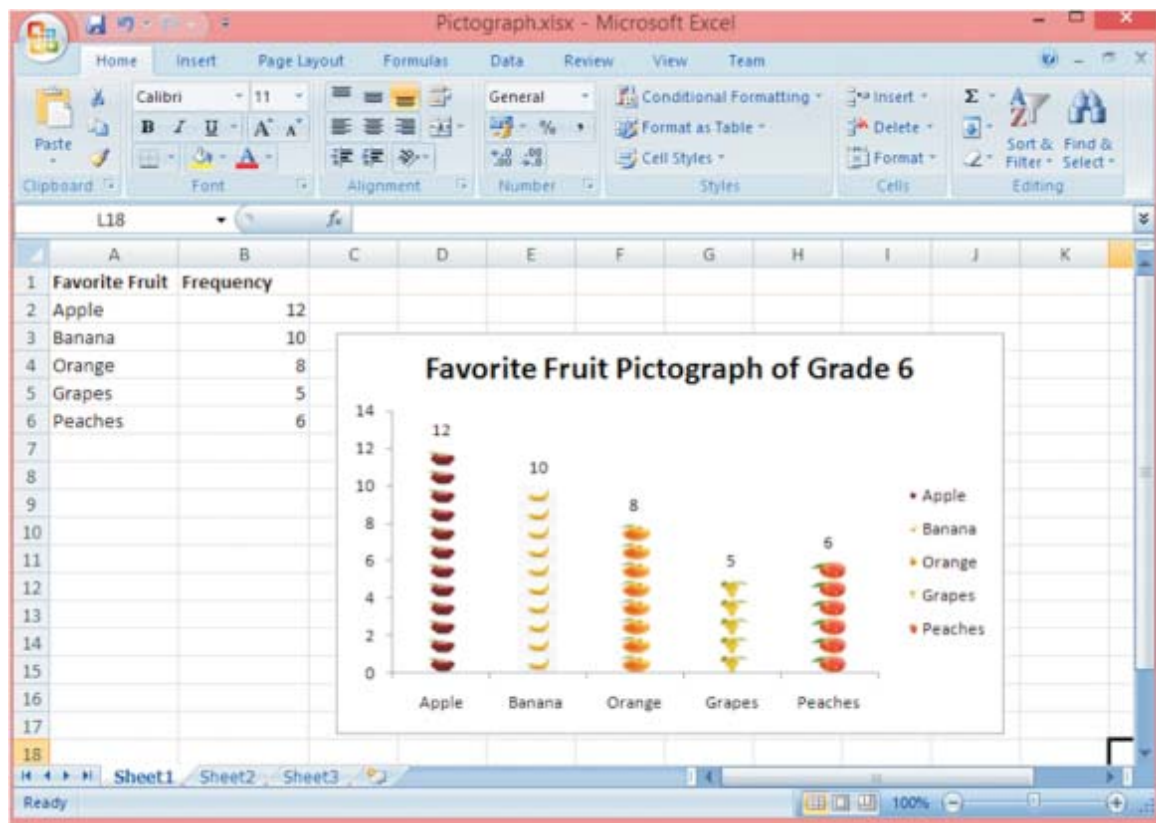 Pictograph.xlsx - Microsoft Excel
Home Insert Page Layout Formulas Data Review View Team
Calibri 11 General Conditional Formatting Insert Σ
Paste B I U A A % , Format as Table Delete Sort & Find &
A .00 .0 Cell Styles Format Filter Select
Clipboard Font Alignment Number Styles Cells Editing
L18 fx
A B C D E F G H I J K
1 Favorite Fruit Frequency
2 Apple 12
3 Banana 10
4 Orange 8
5 Grapes 5
6 Peaches 6
7
8
9
10
11
12
13
14
15
16
17
18
Favorite Fruit Pictograph of Grade 6
14
12
10
8
6
4
2
0
12 10 8 5 6
Apple Banana Orange Grapes Peaches
Apple
Banana
Orange
Grapes
Peaches
Sheet1 Sheet2 Sheet3
Ready 100%